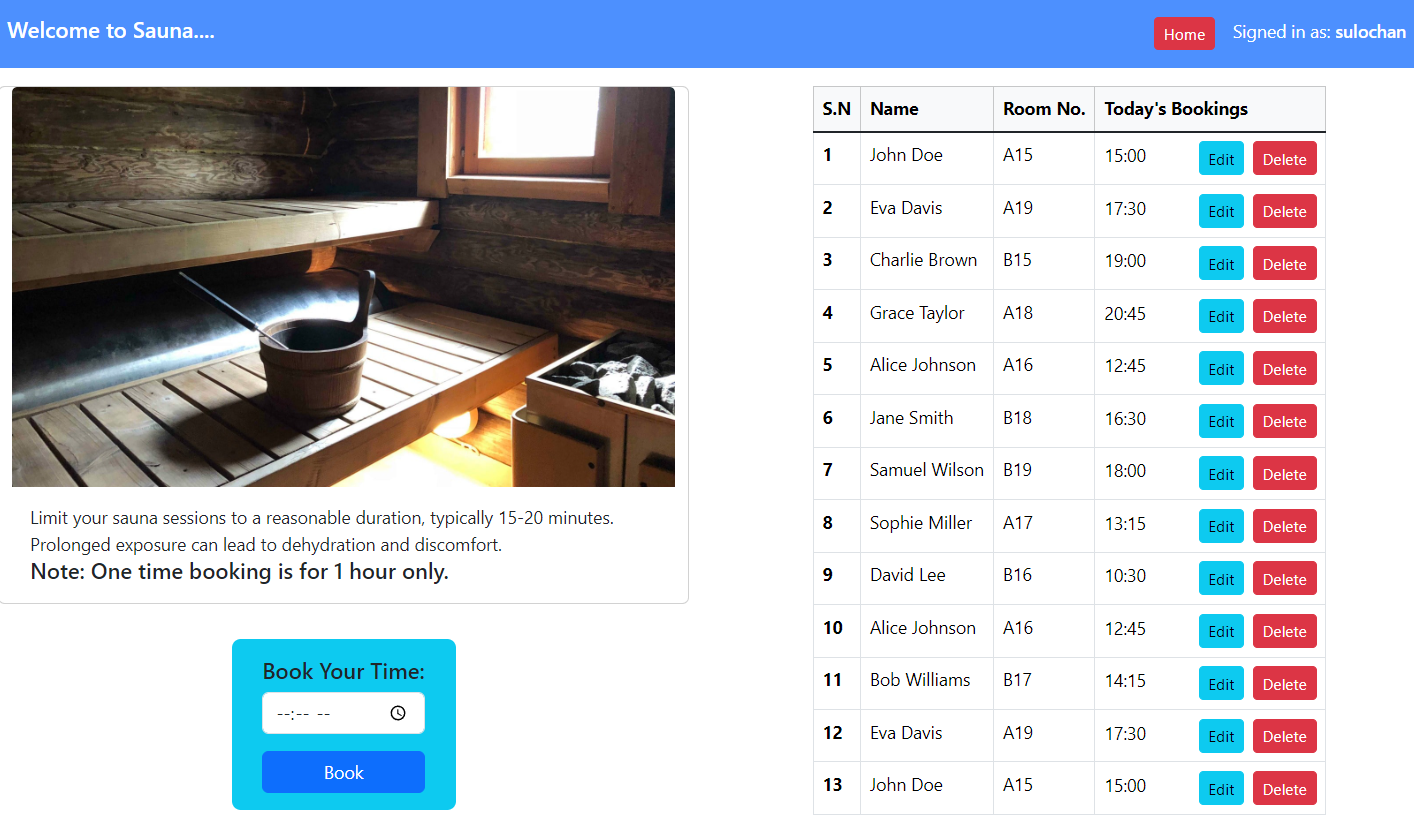 Welcome to Sauna....
Home Signed in as: sulochan
Limit your sauna sessions to a reasonable duration, typically 15-20 minutes.
Prolonged exposure can lead to dehydration and discomfort.
Note: One time booking is for 1 hour only.
Book Your Time:
--:-- --
Book
S.N Name Room No. Today's Bookings
1 John Doe A15 15:00 Edit Delete
2 Eva Davis A19 17:30 Edit Delete
3 Charlie Brown B15 19:00 Edit Delete
4 Grace Taylor A18 20:45 Edit Delete
5 Alice Johnson A16 12:45 Edit Delete
6 Jane Smith B18 16:30 Edit Delete
7 Samuel Wilson B19 18:00 Edit Delete
8 Sophie Miller A17 13:15 Edit Delete
9 David Lee B16 10:30 Edit Delete
10 Alice Johnson A16 12:45 Edit Delete
11 Bob Williams B17 14:15 Edit Delete
12 Eva Davis A19 17:30 Edit Delete
13 John Doe A15 15:00 Edit Delete